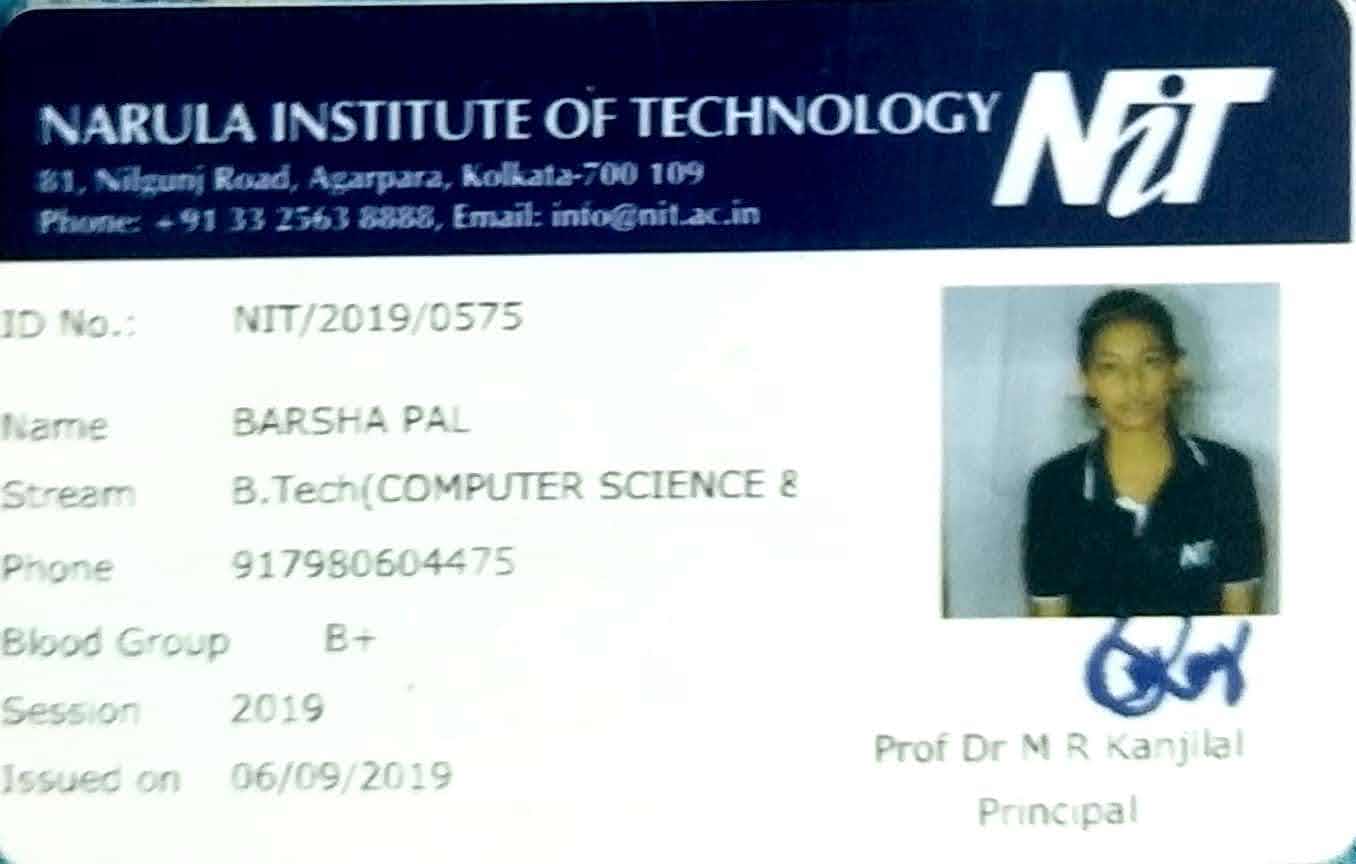 NARULA INSTITUTE OF TECHNOLOGY
NiT
81, Nilgunj Road, Agarpara, Kolkata-700 109
Phone: +91 33 2563 8888, Email: info@nit.ac.in
ID No.: NIT/2019/0575
Name BARSHA PAL
Stream B.Tech(COMPUTER SCIENCE &
Phone 917980604475
Blood Group B+
Session 2019
Issued on 06/09/2019
NiT
Prof Dr M R Kanjilal
Principal